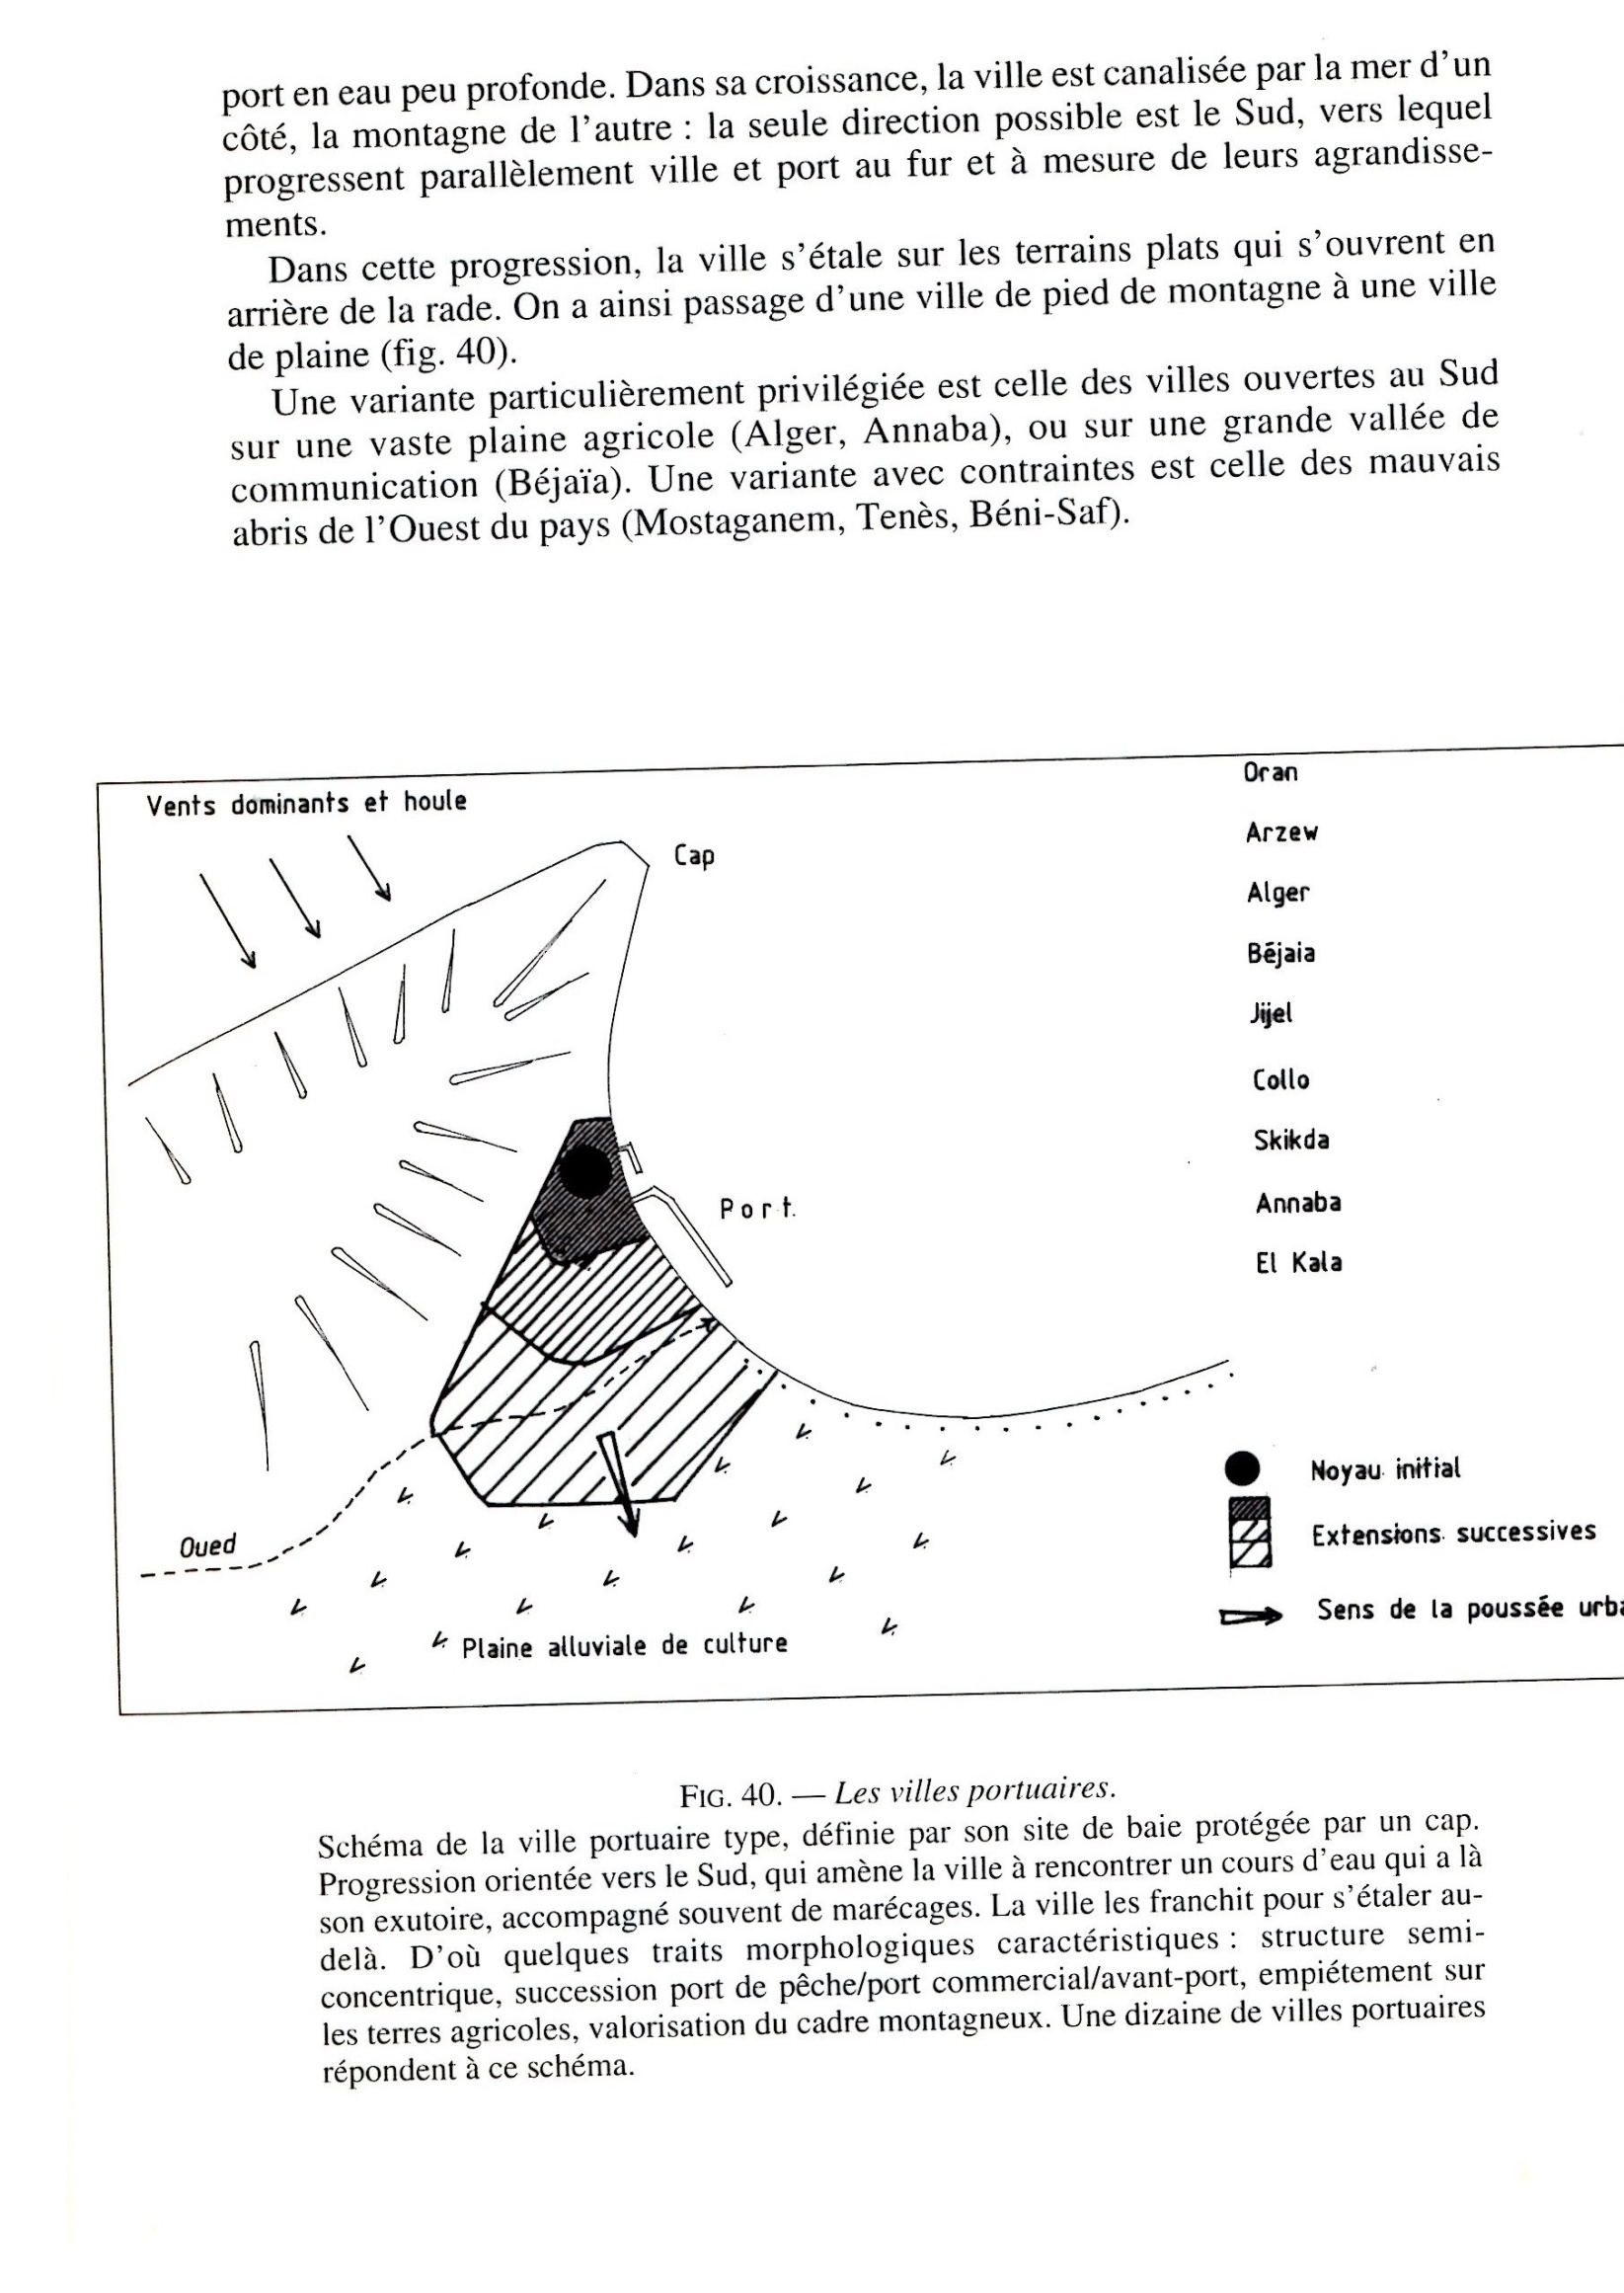 port en eau peu profonde. Dans sa croissance, la ville est canalisée par la mer d'un
côté, la montagne de l'autre : la seule direction possible est le Sud, vers lequel
progressent parallèlement ville et port au fur et à mesure de leurs agrandisse-
ments.
Dans cette progression, la ville s'étale sur les terrains plats qui s'ouvrent en
arrière de la rade. On a ainsi passage d'une ville de pied de montagne à une ville
de plaine (fig. 40).
Une variante particulièrement privilégiée est celle des villes ouvertes au Sud
sur une vaste plaine agricole (Alger, Annaba), ou sur une grande vallée de
communication (Béjaïa). Une variante avec contraintes est celle des mauvais
abris de l'Ouest du pays (Mostaganem, Tenès, Béni-Saf).
Vents dominants et houle
Cap
Port.
Oued
Plaine alluviale de culture
Oran
Arzew
Alger
Béjaia
Jijel
Collo
Skikda
Annaba
El Kala
Noyau initial
Extensions successives
Sens de la poussée
FIG. 40. — Les villes portuaires.
Schéma de la ville portuaire type, définie par son site de baie protégée par un cap.
Progression orientée vers le Sud, qui amène la ville à rencontrer un cours d'eau qui a là
son exutoire, accompagné souvent de marécages. La ville les franchit pour s'étaler au-
delà. D'où quelques traits morphologiques caractéristiques : structure semi-
concentrique, succession port de pêche/port commercial/avant-port, empiétement sur
les terres agricoles, valorisation du cadre montagneux. Une dizaine de villes portuaires
répondent à ce schéma.